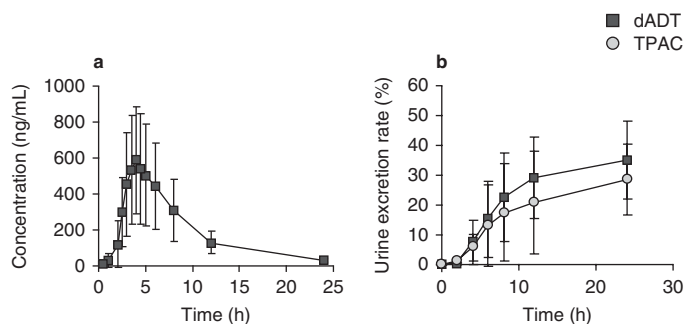 dADT
TPAC
a
Concentration (ng/mL)
1000
800
600
400
200
0
0
5
10
15
20
25
Time (h)
b
Urine excretion rate (%)
60
50
40
30
20
10
0
0
10
20
30
Time (h)